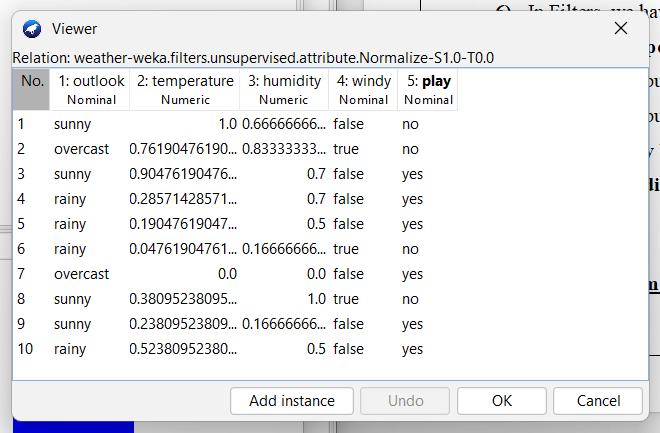 Viewer
Relation: weather-weka.filters.unsupervised.attribute.Normalize-S1.0-T0.0
No. 1: outlook 2: temperature 3: humidity 4: windy 5: play
Nominal Numeric Numeric Nominal Nominal
1 sunny 1.0 0.66666666... false no
2 overcast 0.76190476190... 0.83333333... true no
3 sunny 0.90476190476... 0.7 false yes
4 rainy 0.28571428571... 0.7 false yes
5 rainy 0.19047619047... 0.5 false yes
6 rainy 0.04761904761... 0.16666666... true no
7 overcast 0.0 0.0 false yes
8 sunny 0.38095238095... 1.0 true no
9 sunny 0.23809523809... 0.16666666... false yes
10 rainy 0.52380952380... 0.5 false yes
Add instance Undo OK Cancel